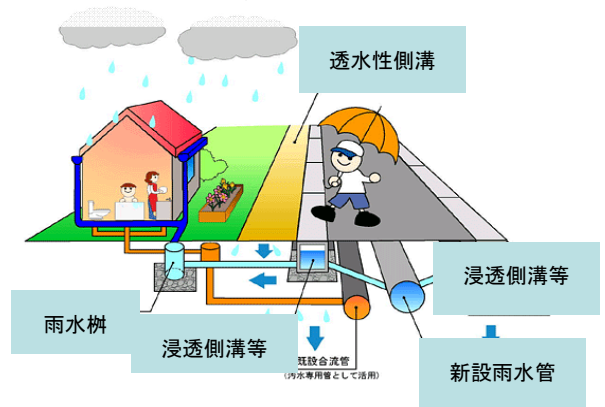 透水性側溝
浸透側溝等
雨水桝
浸透側溝等
既設合流管
(汚水専用管として活用)
新設雨水管